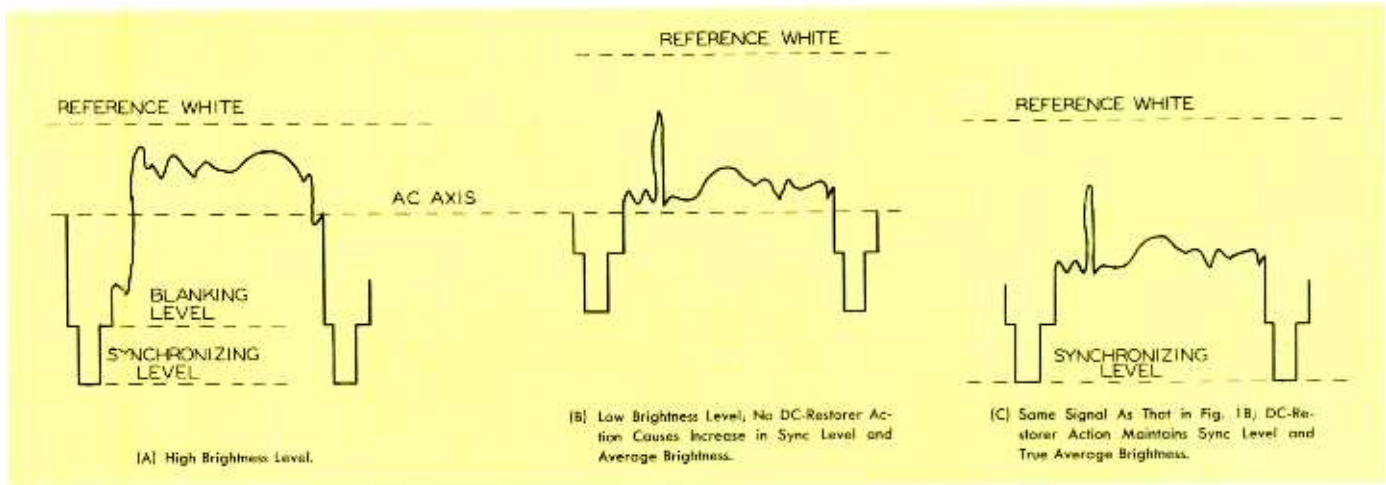 REFERENCE WHITE
REFERENCE WHITE
REFERENCE WHITE
AC AXIS
BLANKING
LEVEL
SYNCHRONIZING
LEVEL
SYNCHRONIZING
LEVEL
(A) High Brightness Level.
(B) Low Brightness Level; No DC-Restorer Ac-
tion Causes Increase in Sync Level and
Average Brightness.
(C) Same Signal As That in Fig. 1B; DC-Re-
storer Action Maintains Sync Level and
True Average Brightness.